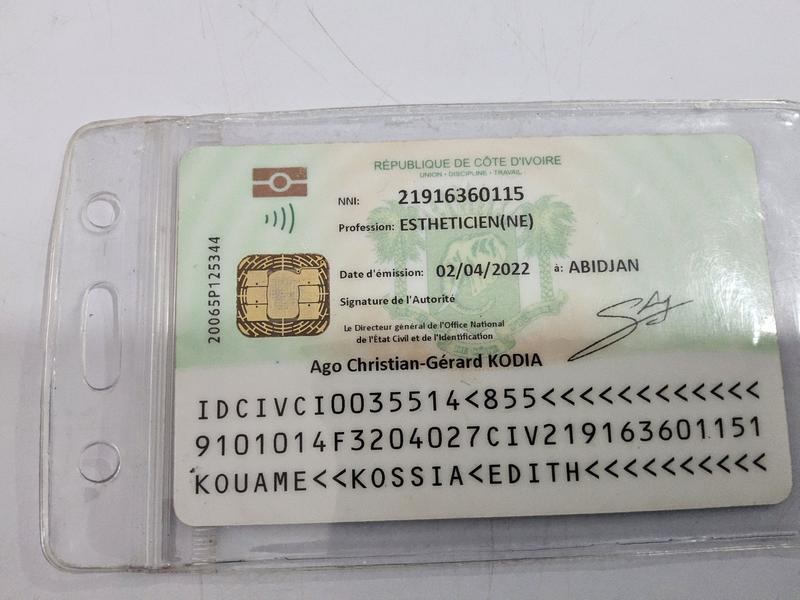 RÉPUBLIQUE DE CÔTE D'IVOIRE
UNION - DISCIPLINE - TRAVAIL
NNI: 21916360115
Profession: ESTHETICIEN(NE)
Date d'émission: 02/04/2022 à: ABIDJAN
Signature de l'Autorité
Le Directeur général de l'Office National
de l'État Civil et de l'Identification
Ago Christian-Gérard KODIA
20065P125344
IDCIVCI0035514<855<<<<<<<<<<<<
9101014F3204027CIV219163601151
KOUAME<<KOSSIA<EDITH<<<<<<<<<<